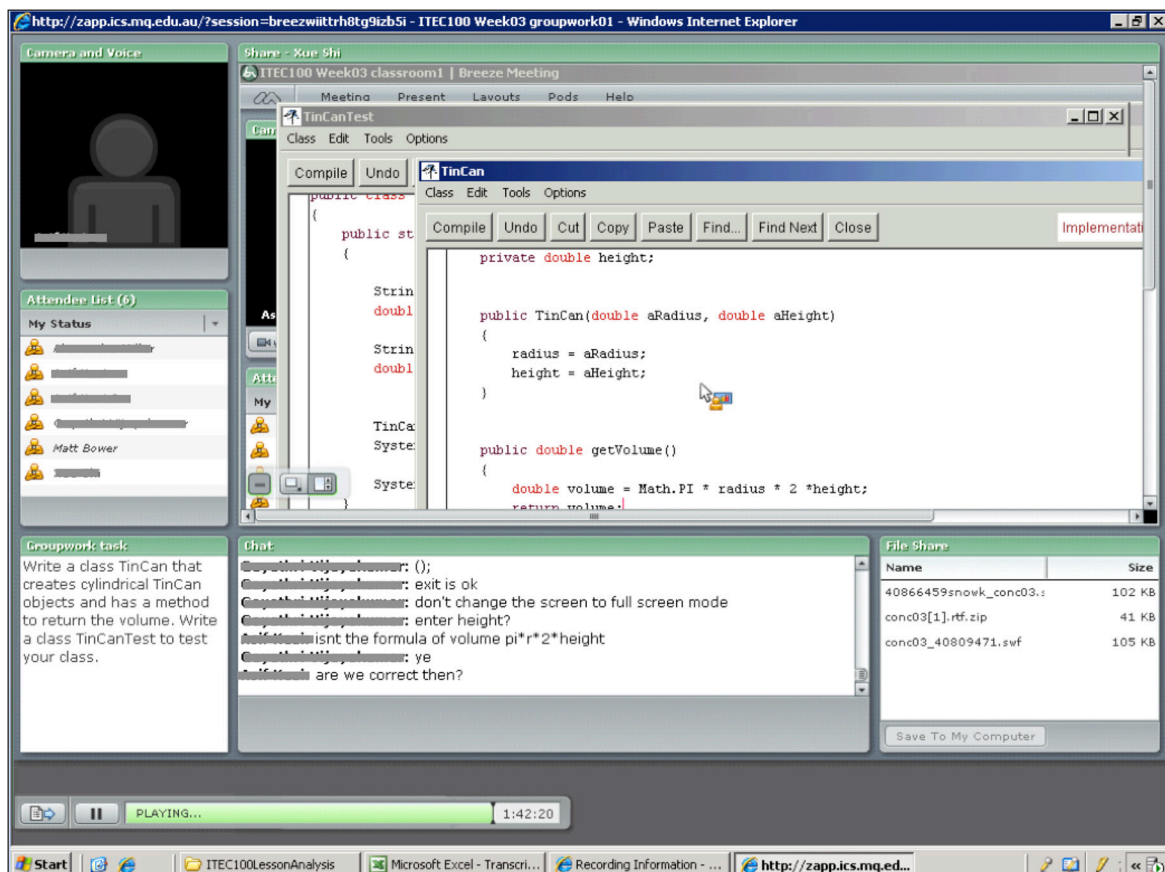 http://zapp.ics.mq.edu.au/?session=breezwiittrh8tg9izb5i - ITEC100 Week03 groupwork01 - Windows Internet Explorer
Camera and Voice
Share - Xue Shi
ITEC100 Week03 classroom1 | Breeze Meeting
Meeting Present Layouts Pods Help
TinCanTest
Class Edit Tools Options
Compile Undo
public class
{
public st
{
Strin
doubl
Strin
doubl
TinCa
Syste
Syste
}
TinCan
Class Edit Tools Options
Compile Undo Cut Copy Paste Find... Find Next Close
Implementati
private double height;
public TinCan(double aRadius, double aHeight)
{
radius = aRadius;
height = aHeight;
}
public double getVolume()
{
double volume = Math.PI * radius * 2 *height;
return volume;
Cam
As
Atte
My
Attendee List (6)
My Status
Matt Bower
Groupwork task
Write a class TinCan that
creates cylindrical TinCan
objects and has a method
to return the volume. Write
a class TinCanTest to test
your class.
Chat
: ();
: exit is ok
: don't change the screen to full screen mode
: enter height?
isnt the formula of volume pi*r*2*height
: ye
are we correct then?
File Share
Name Size
40866459snowk_conc03.s 102 KB
conc03[1].rtf.zip 41 KB
conc03_40809471.swf 105 KB
Save To My Computer
PLAYING... 1:42:20
Start ITEC100LessonAnalysis Microsoft Excel - Transcri... Recording Information - ... http://zapp.ics.mq.ed...